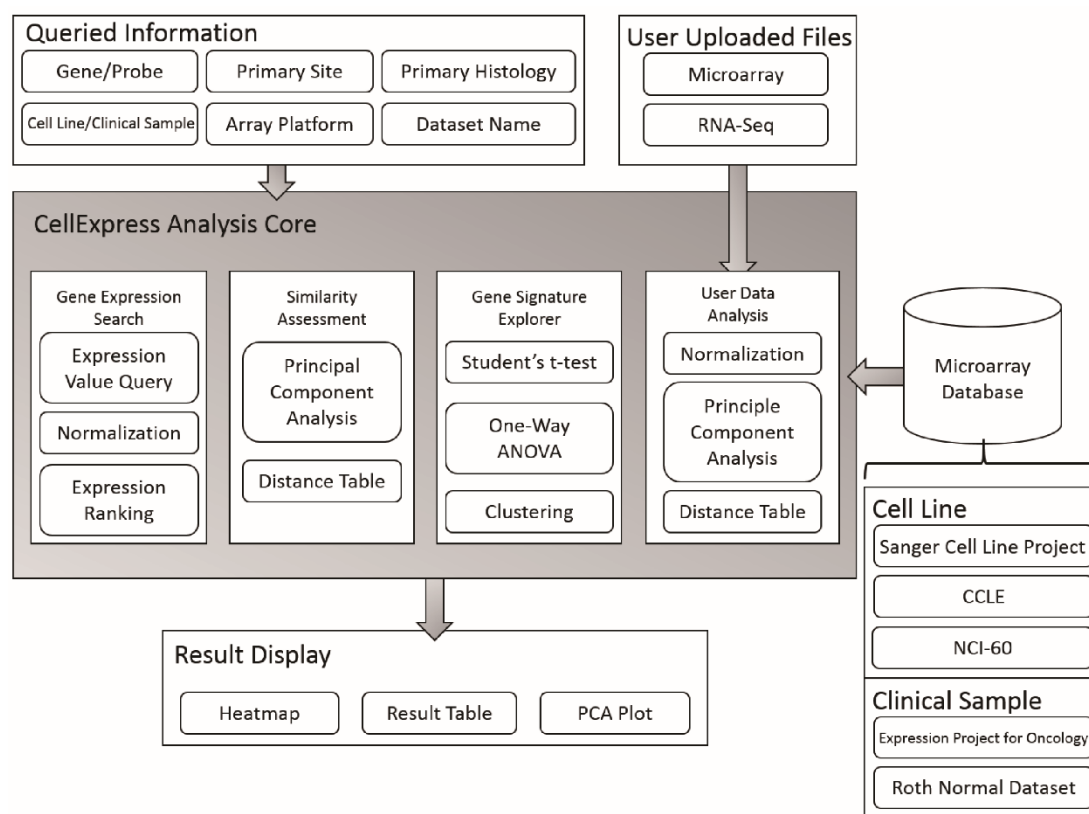 Queried Information
Gene/Probe
Primary Site
Primary Histology
Cell Line/Clinical Sample
Array Platform
Dataset Name
User Uploaded Files
Microarray
RNA-Seq
CellExpress Analysis Core
Gene Expression
Search
Expression
Value Query
Normalization
Expression
Ranking
Similarity
Assessment
Principal
Component
Analysis
Distance Table
Gene Signature
Explorer
Student's t-test
One-Way
ANOVA
Clustering
User Data
Analysis
Normalization
Principle
Component
Analysis
Distance Table
Microarray
Database
Cell Line
Sanger Cell Line Project
CCLE
NCI-60
Clinical Sample
Expression Project for Oncology
Roth Normal Dataset
Result Display
Heatmap
Result Table
PCA Plot